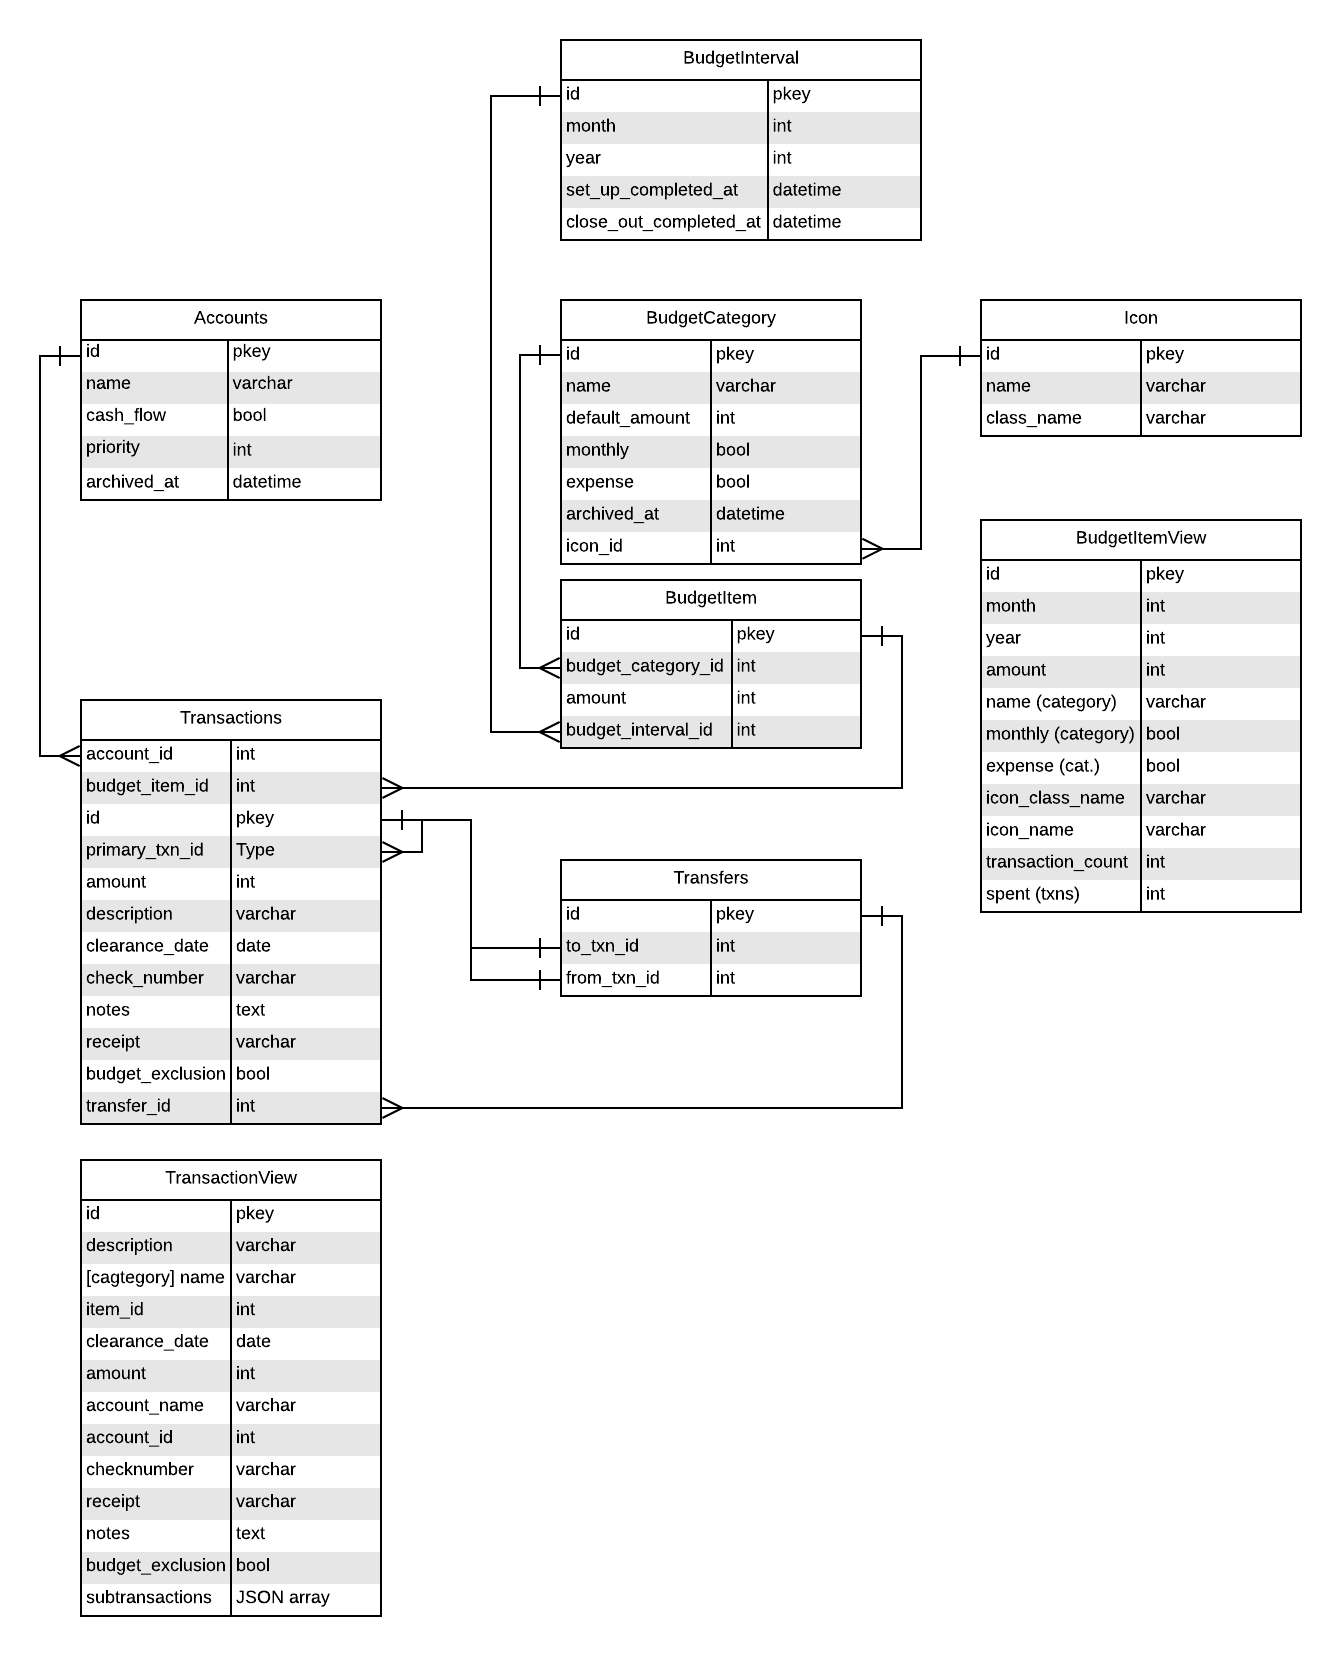 BudgetInterval
id pkey
month int
year int
set_up_completed_at datetime
close_out_completed_at datetime
Accounts
id pkey
name varchar
cash_flow bool
priority int
archived_at datetime
BudgetCategory
id pkey
name varchar
default_amount int
monthly bool
expense bool
archived_at datetime
icon_id int
Icon
id pkey
name varchar
class_name varchar
BudgetItem
id pkey
budget_category_id int
amount int
budget_interval_id int
BudgetItemView
id pkey
month int
year int
amount int
name (category) varchar
monthly (category) bool
expense (cat.) bool
icon_class_name varchar
icon_name varchar
transaction_count int
spent (txns) int
Transactions
account_id int
budget_item_id int
id pkey
primary_txn_id Type
amount int
description varchar
clearance_date date
check_number varchar
notes text
receipt varchar
budget_exclusion bool
transfer_id int
Transfers
id pkey
to_txn_id int
from_txn_id int
TransactionView
id pkey
description varchar
[cagtegory] name varchar
item_id int
clearance_date date
amount int
account_name varchar
account_id int
checknumber varchar
receipt varchar
notes text
budget_exclusion bool
subtransactions JSON array